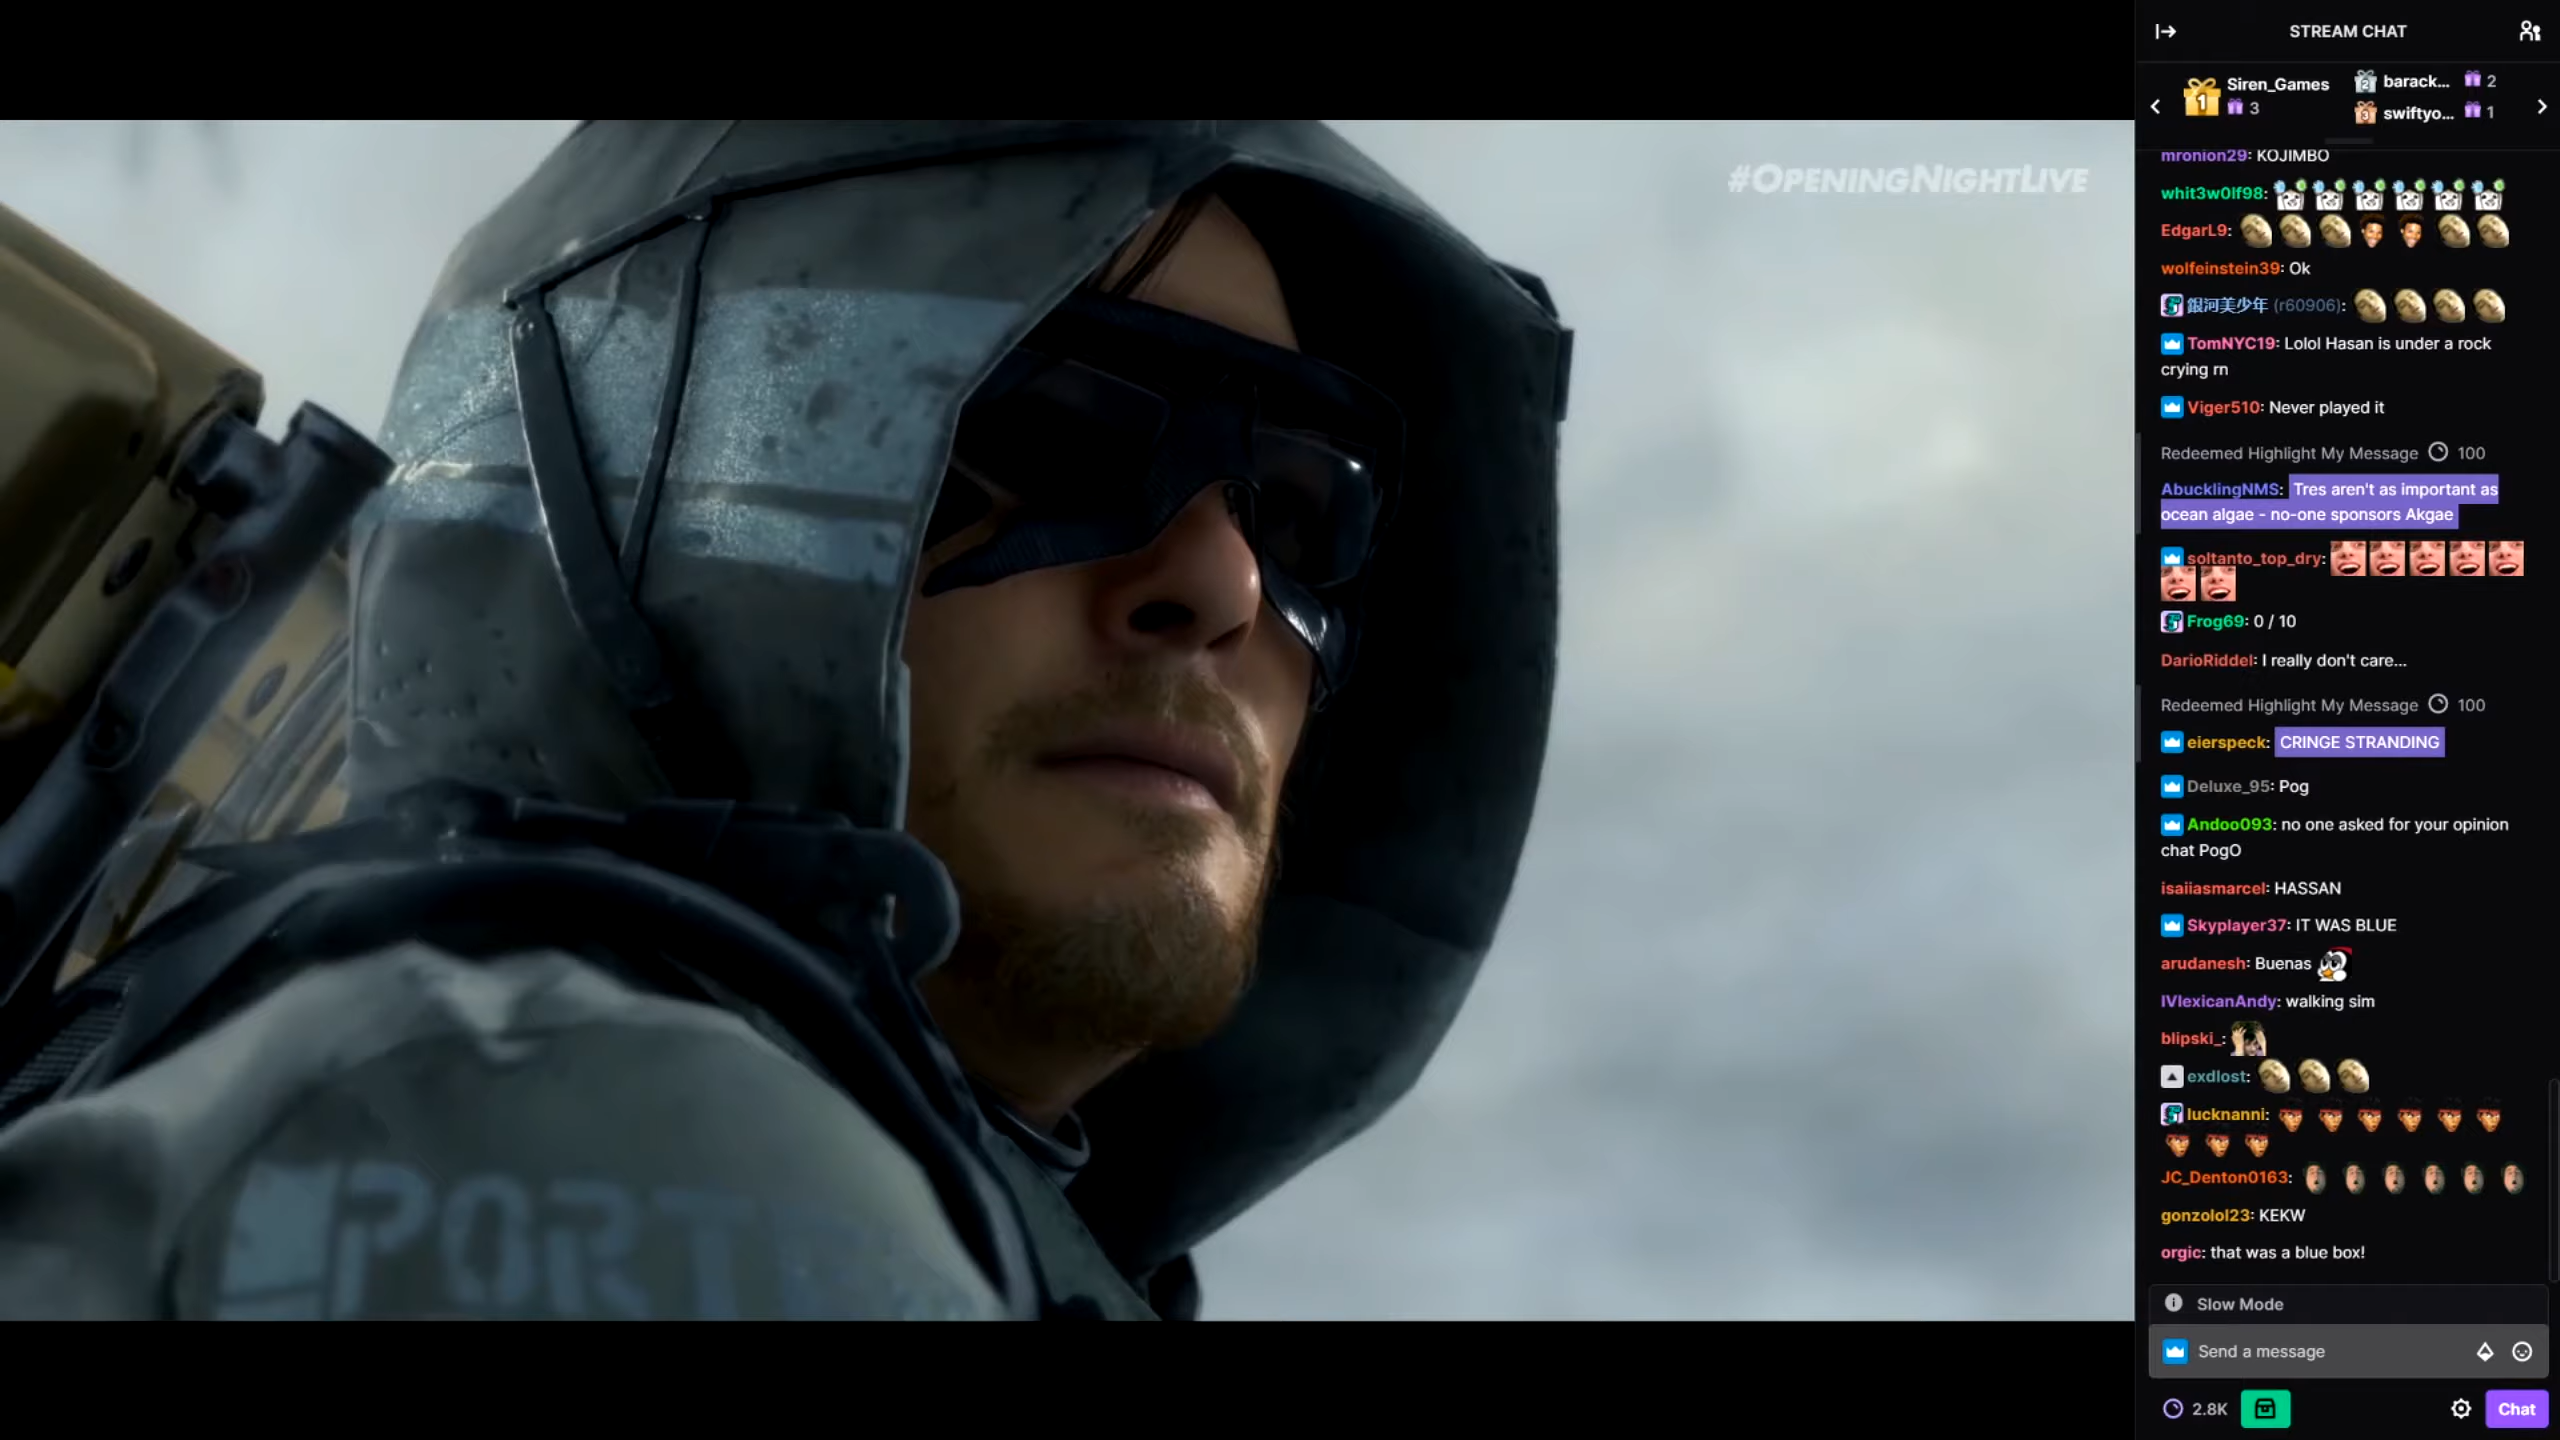 #OPENINGNIGHTLIVE
PORT
STREAM CHAT
1
Siren_Games
3
2
barack...
2
3
swiftyo...
1
mronion29: KOJIMBO
whit3w0lf98:
EdgarL9:
wolfeinstein39: Ok
銀河美少年 (r60906):
TomNYC19: Lolol Hasan is under a rock
crying rn
Viger510: Never played it
Redeemed Highlight My Message 100
AbucklingNMS: Tres aren't as important as
ocean algae - no-one sponsors Akgae
soltanto_top_dry:
Frog69: 0 / 10
DarioRiddel: I really don't care...
Redeemed Highlight My Message 100
eierspeck: CRINGE STRANDING
Deluxe_95: Pog
Andoo093: no one asked for your opinion
chat PogO
isaiiasmarcel: HASSAN
Skyplayer37: IT WAS BLUE
arudanesh: Buenas
IVlexicanAndy: walking sim
blipski_:
exdlost:
lucknanni:
JC_Denton0163:
gonzolol23: KEKW
orgic: that was a blue box!
Slow Mode
Send a message
2.8K
Chat